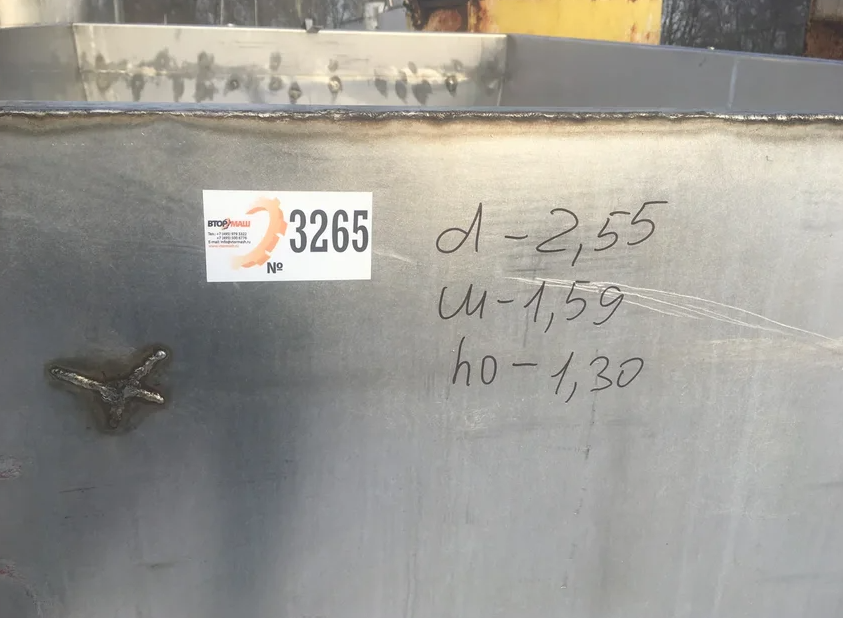 ВТОРМАШ
№ 3265
d - 2,55
ш - 1,59
h0 - 1,30